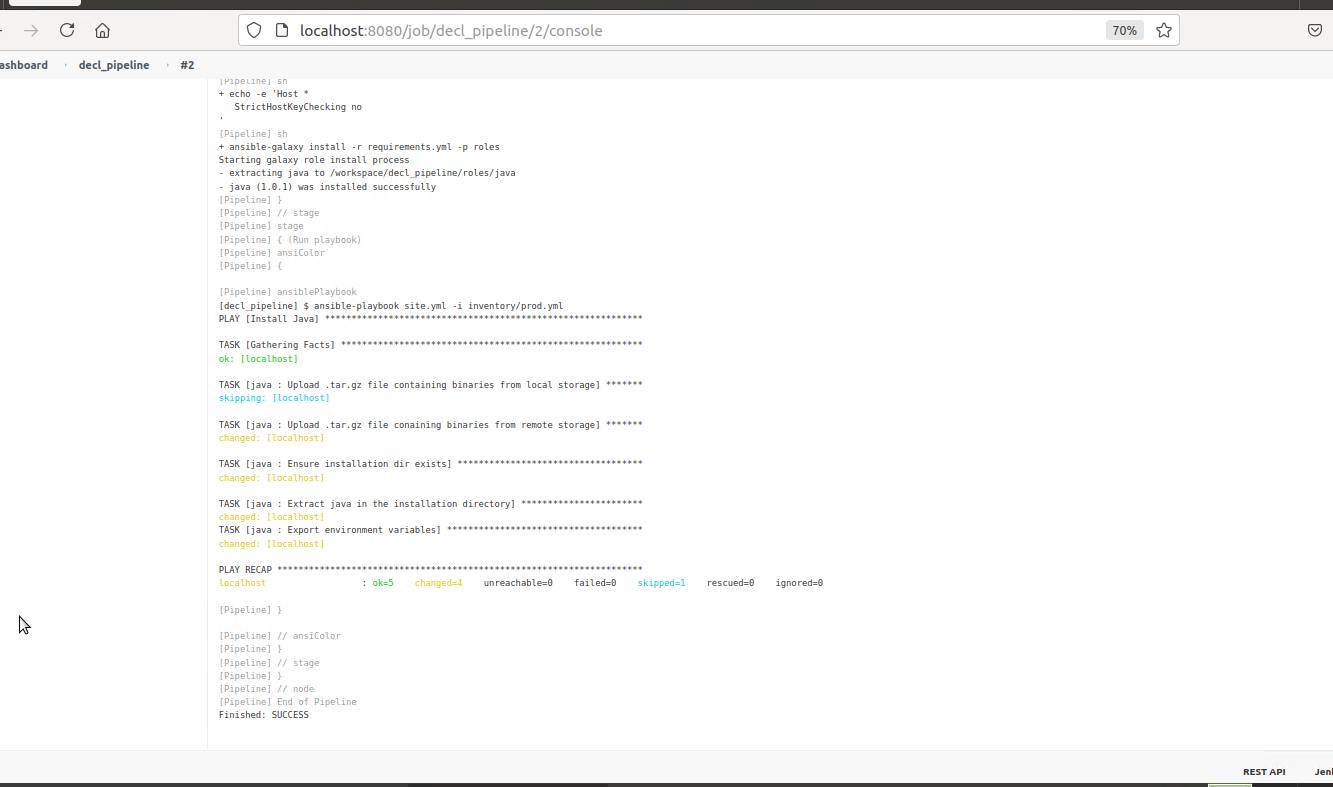 localhost:8080/job/decl_pipeline/2/console 70%
ashboard decl_pipeline #2
[Pipeline] sh
+ echo -e 'Host *
StrictHostKeyChecking no
'
[Pipeline] sh
+ ansible-galaxy install -r requirements.yml -p roles
Starting galaxy role install process
- extracting java to /workspace/decl_pipeline/roles/java
- java (1.0.1) was installed successfully
[Pipeline] }
[Pipeline] // stage
[Pipeline] stage
[Pipeline] { (Run playbook)
[Pipeline] ansiColor
[Pipeline] {
[Pipeline] ansiblePlaybook
[decl_pipeline] $ ansible-playbook site.yml -i inventory/prod.yml
PLAY [Install Java] ************************************************************
TASK [Gathering Facts] *********************************************************
ok: [localhost]
TASK [java : Upload .tar.gz file containing binaries from local storage] *******
skipping: [localhost]
TASK [java : Upload .tar.gz file conaining binaries from remote storage] *******
changed: [localhost]
TASK [java : Ensure installation dir exists] ***********************************
changed: [localhost]
TASK [java : Extract java in the installation directory] ***********************
changed: [localhost]
TASK [java : Export environment variables] *************************************
changed: [localhost]
PLAY RECAP *********************************************************************
localhost : ok=5 changed=4 unreachable=0 failed=0 skipped=1 rescued=0 ignored=0
[Pipeline] }
[Pipeline] // ansiColor
[Pipeline] }
[Pipeline] // stage
[Pipeline] }
[Pipeline] // node
[Pipeline] End of Pipeline
Finished: SUCCESS
REST API Jen